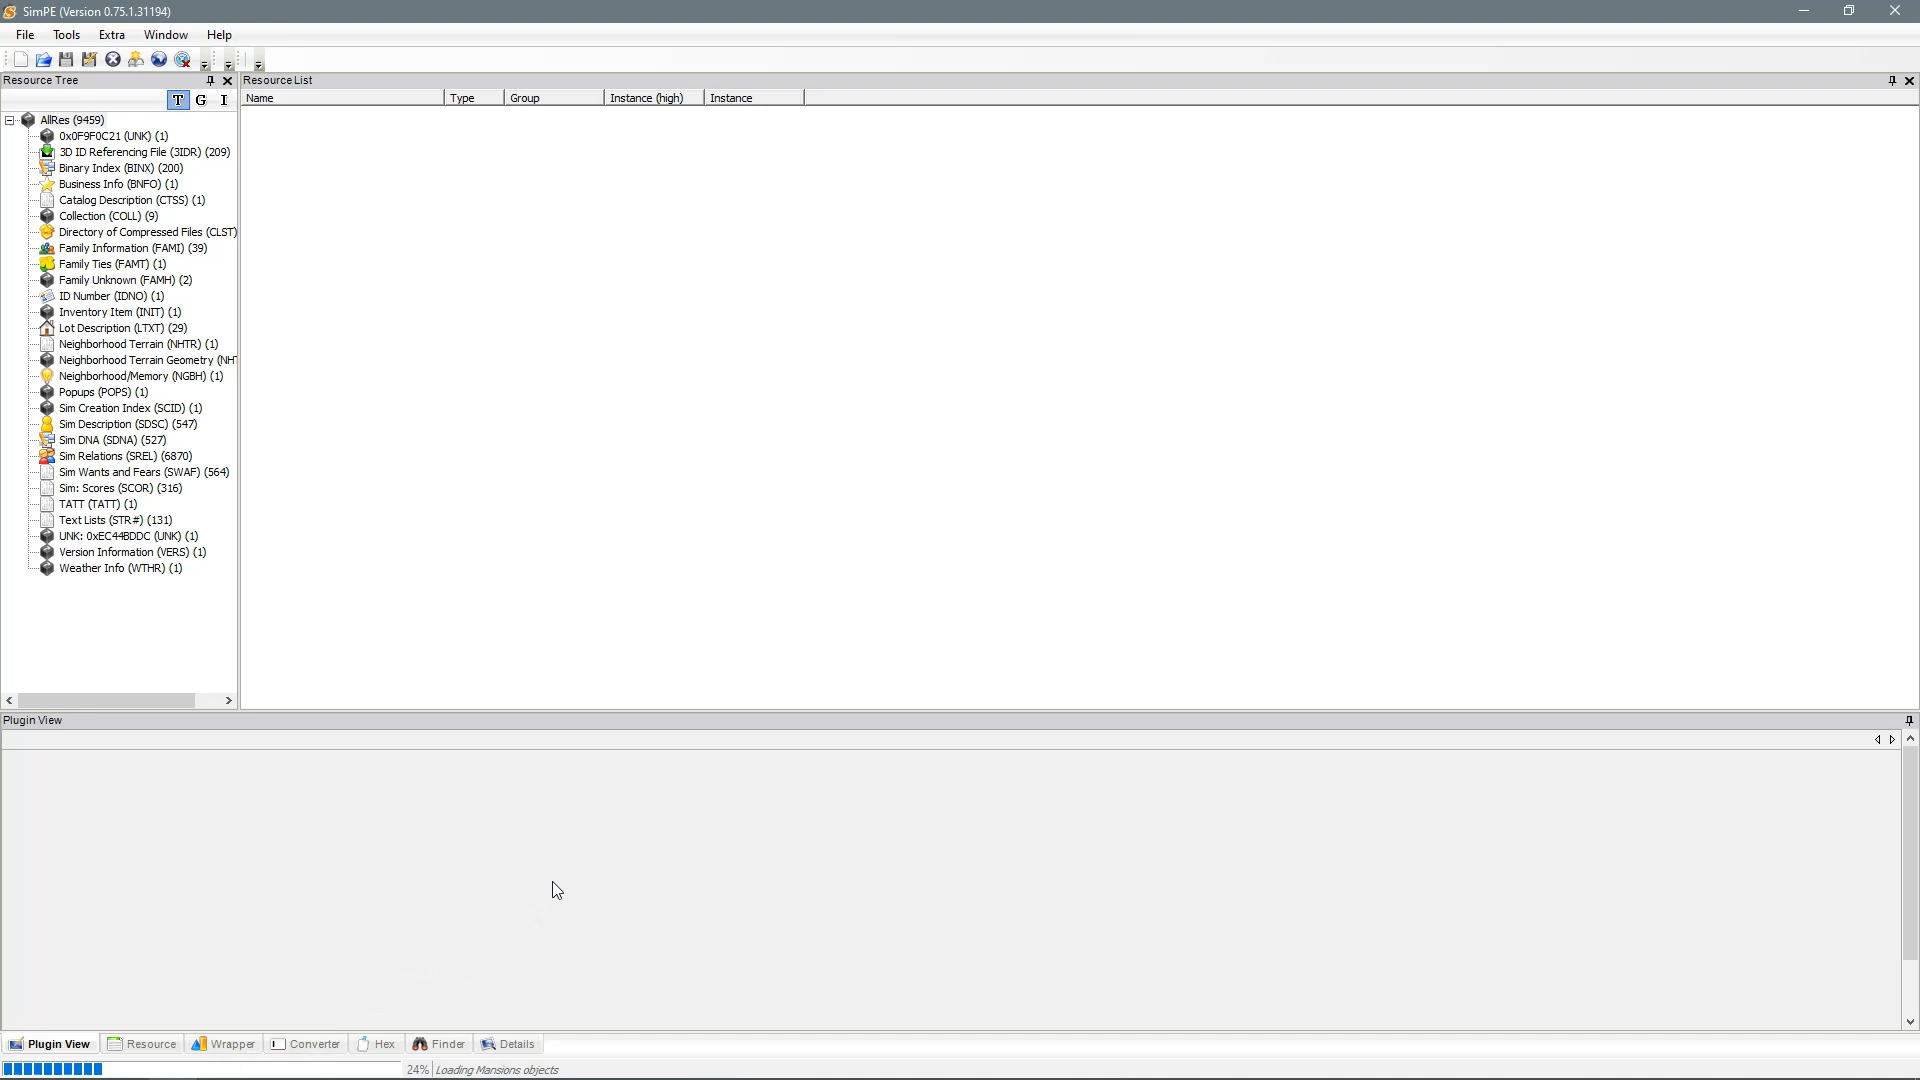 SimPE (Version 0.75.1.31194)
File Tools Extra Window Help
Resource Tree
Resource List
T G I
Name Type Group Instance (high) Instance
AllRes (9459)
0x0F9F0C21 (UNK) (1)
3D ID Referencing File (3IDR) (209)
Binary Index (BINX) (200)
Business Info (BNFO) (1)
Catalog Description (CTSS) (1)
Collection (COLL) (9)
Directory of Compressed Files (CLST)
Family Information (FAMI) (39)
Family Ties (FAMT) (1)
Family Unknown (FAMH) (2)
ID Number (IDNO) (1)
Inventory Item (INIT) (1)
Lot Description (LTXT) (29)
Neighborhood Terrain (NHTR) (1)
Neighborhood Terrain Geometry (NHT
Neighborhood/Memory (NGBH) (1)
Popups (POPS) (1)
Sim Creation Index (SCID) (1)
Sim Description (SDSC) (547)
Sim DNA (SDNA) (527)
Sim Relations (SREL) (6870)
Sim Wants and Fears (SWAF) (564)
Sim: Scores (SCOR) (316)
TATT (TATT) (1)
Text Lists (STR#) (131)
UNK: 0xEC44BDDC (UNK) (1)
Version Information (VERS) (1)
Weather Info (WTHR) (1)
Plugin View
Plugin View Resource Wrapper Converter Hex Finder Details
24% Loading Mansions objects